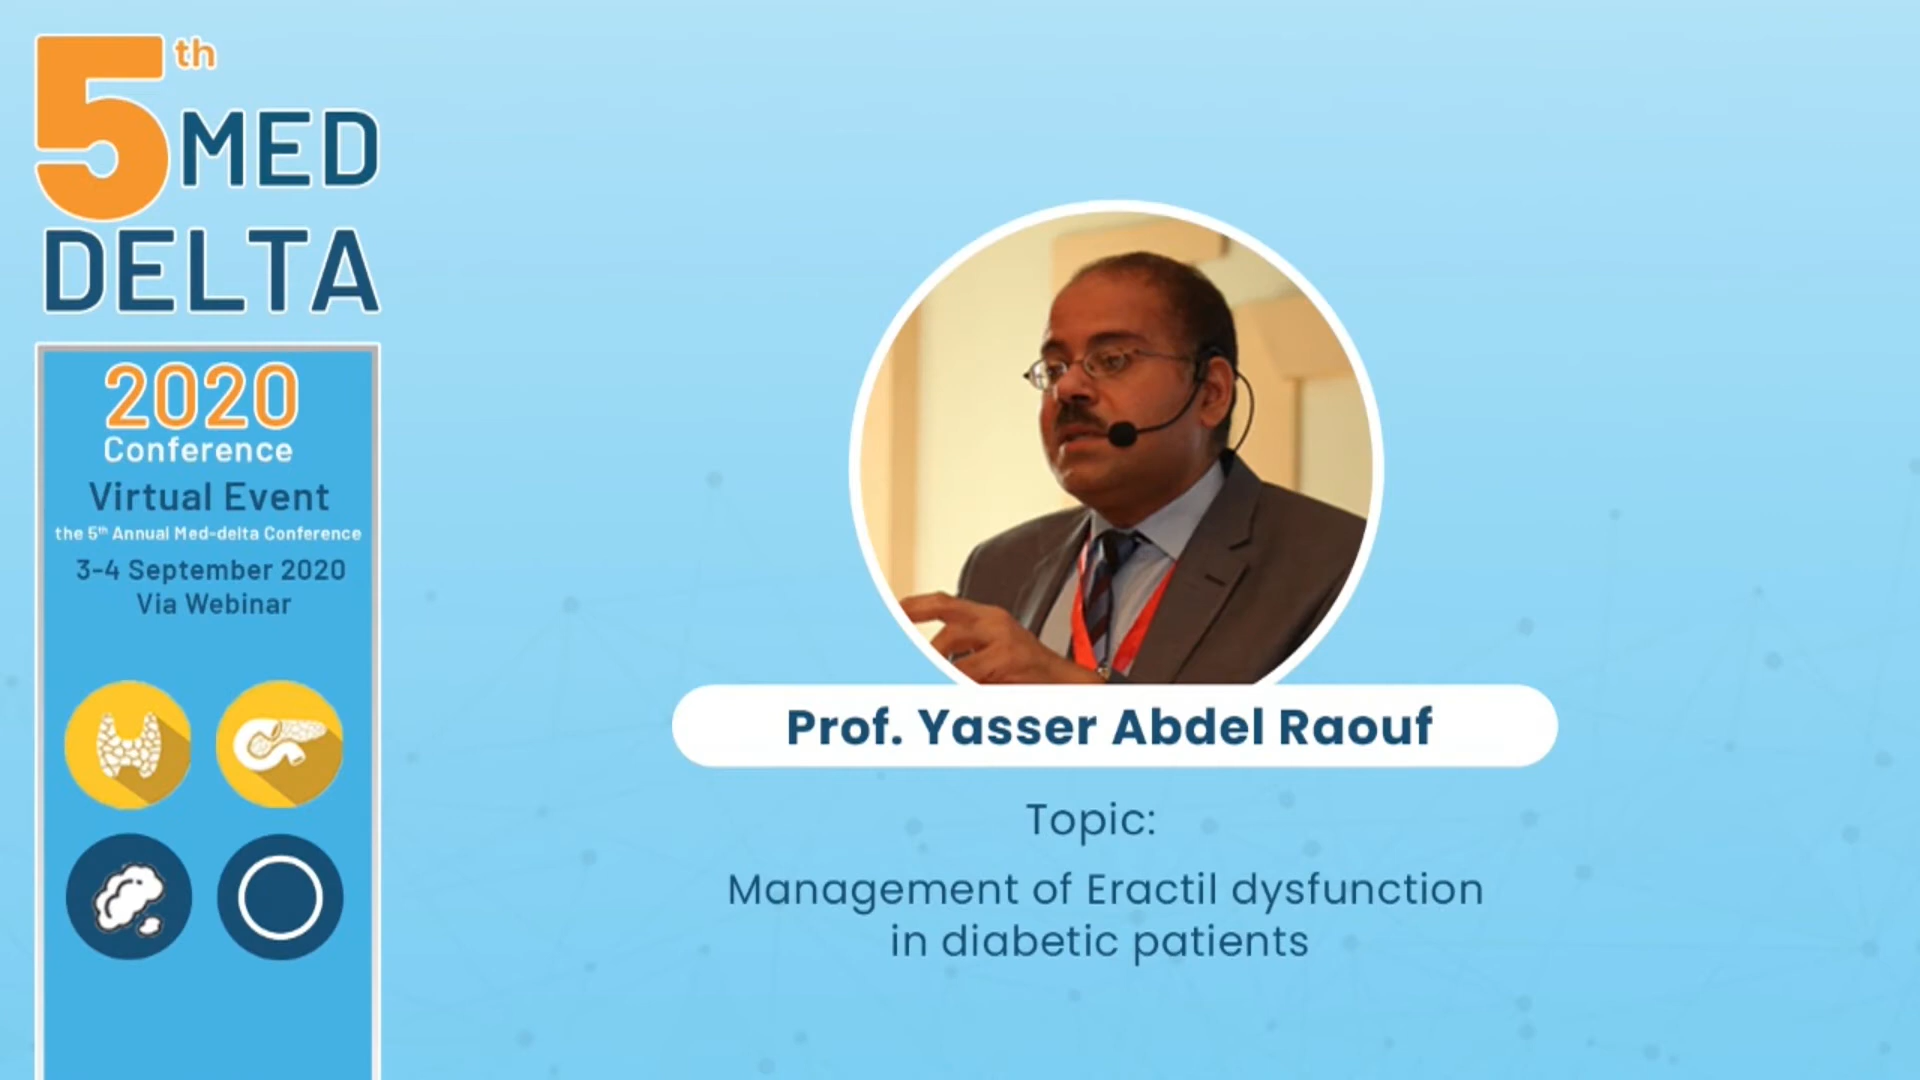 5th
MED
DELTA
2020
Conference
Virtual Event
the 5th Annual Med-delta Conference
3-4 September 2020
Via Webinar
Prof. Yasser Abdel Raouf
Topic:
Management of Eractil dysfunction
in diabetic patients